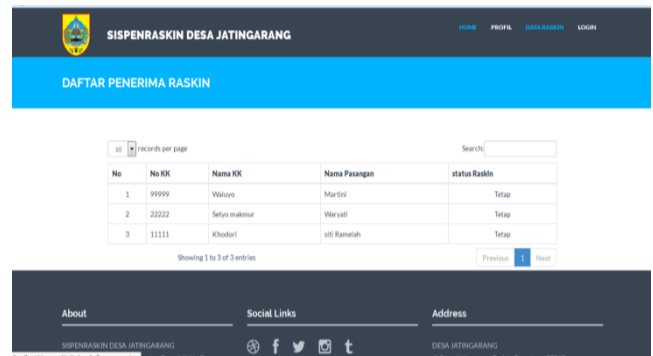 SISPENRASKIN DESA JATINGARANG
HOME PROFIL DATA RASKIN LOGIN
DAFTAR PENERIMA RASKIN
10 records per page Search:
No No KK Nama KK Nama Pasangan status Raskin
1 99999 Waluyo Martini Tetap
2 22222 Setyo makmur Waryati Tetap
3 11111 Khodori siti Ramelah Tetap
Showing 1 to 3 of 3 entries Previous 1 Next
About Social Links Address
SISPENRASKIN DESA JATINGARANG DESA JATINGARANG